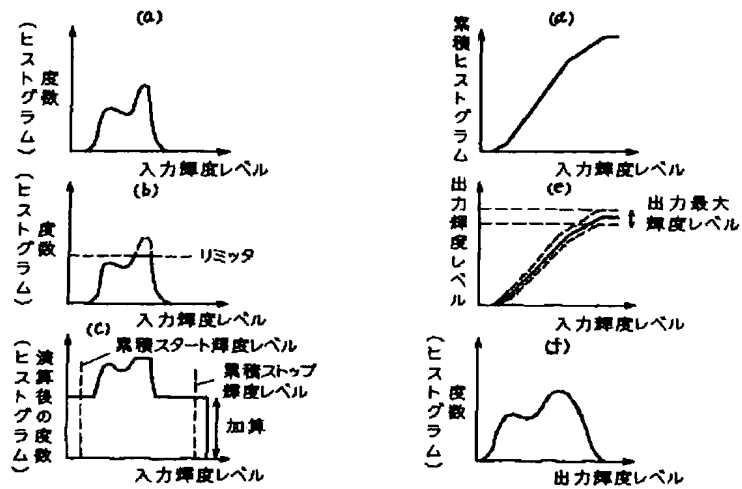 (a)
度数
(ヒストグラム)
入力輝度レベル
(b)
度数
(ヒストグラム)
リミッタ
入力輝度レベル
(c)
累積スタート輝度レベル
累積ストップ
輝度レベル
演算後の度数
(ヒストグラム)
加算
入力輝度レベル
(d)
累積ヒストグラム
入力輝度レベル
(e)
出力輝度レベル
出力最大
輝度レベル
入力輝度レベル
(f)
度数
(ヒストグラム)
出力輝度レベル